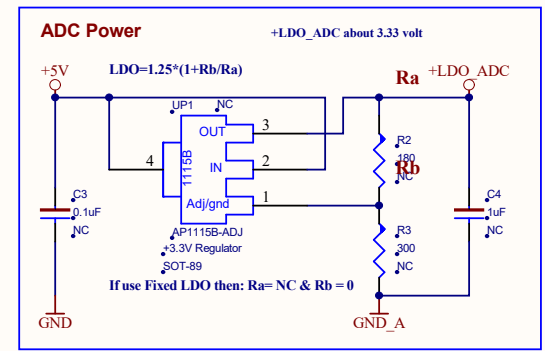 ADC Power
+LDO_ADC about 3.33 volt
+5V
LDO=1.25*(1+Rb/Ra)
Ra
+LDO_ADC
UP1
NC
OUT
3
R2
180
NC
Rb
4
1115B
IN
2
Adj/gnd
1
C3
0.1uF
NC
C4
1uF
NC
R3
300
NC
AP1115B-ADJ
+3.3V Regulator
SOT-89
If use Fixed LDO then: Ra= NC & Rb = 0
GND
GND_A